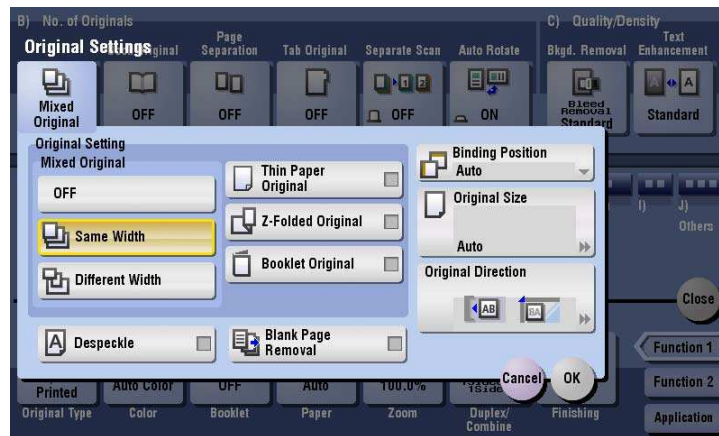 B) No. of Originals
C) Quality/Density
Original Settings
Original
Page
Separation
Tab Original
Separate Scan
Auto Rotate
Bkgd. Removal
Text
Enhancement
Mixed
Original
OFF
OFF
OFF
OFF
ON
Bleed
Removal
Standard
Standard
Original Setting
Mixed Original
OFF
Same Width
Different Width
Thin Paper
Original
Z-Folded Original
Booklet Original
Despeckle
Blank Page
Removal
Binding Position
Auto
Original Size
Auto
Original Direction
AB
BA
Cancel
OK
I)
J)
Others
Close
Function 1
Function 2
Application
Printed
Auto Color
OFF
Auto
100.0%
Original Type
Color
Booklet
Paper
Zoom
Duplex/
Combine
Finishing